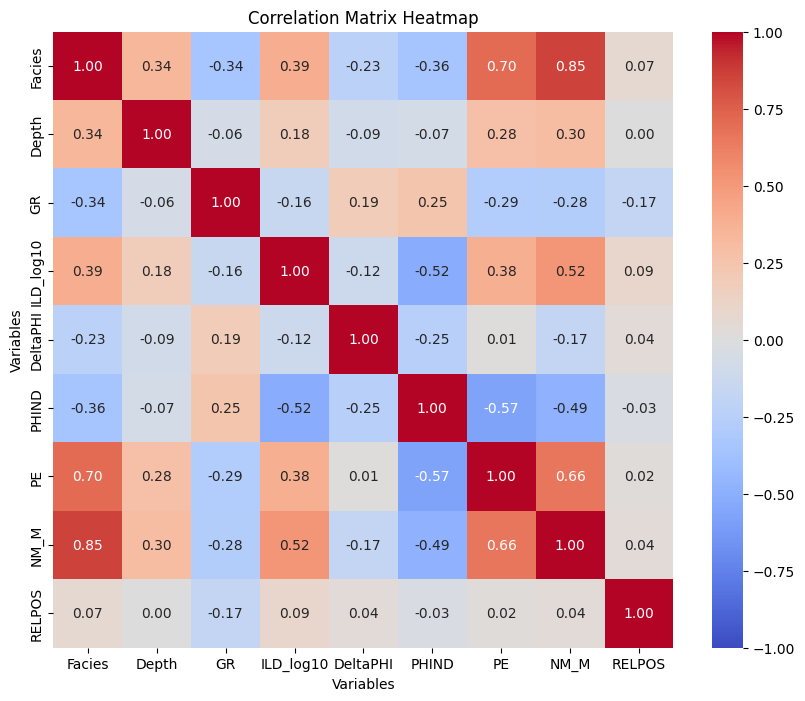 Correlation Matrix Heatmap
Variables
Facies 1.00 0.34 -0.34 0.39 -0.23 -0.36 0.70 0.85 0.07
Depth 0.34 1.00 -0.06 0.18 -0.09 -0.07 0.28 0.30 0.00
GR -0.34 -0.06 1.00 -0.16 0.19 0.25 -0.29 -0.28 -0.17
ILD_log10 0.39 0.18 -0.16 1.00 -0.12 -0.52 0.38 0.52 0.09
DeltaPHI -0.23 -0.09 0.19 -0.12 1.00 -0.25 0.01 -0.17 0.04
PHIND -0.36 -0.07 0.25 -0.52 -0.25 1.00 -0.57 -0.49 -0.03
PE 0.70 0.28 -0.29 0.38 0.01 -0.57 1.00 0.66 0.02
NM_M 0.85 0.30 -0.28 0.52 -0.17 -0.49 0.66 1.00 0.04
RELPOS 0.07 0.00 -0.17 0.09 0.04 -0.03 0.02 0.04 1.00
Facies Depth GR ILD_log10 DeltaPHI PHIND PE NM_M RELPOS
Variables
1.00
0.75
0.50
0.25
0.00
−0.25
−0.50
−0.75
−1.00